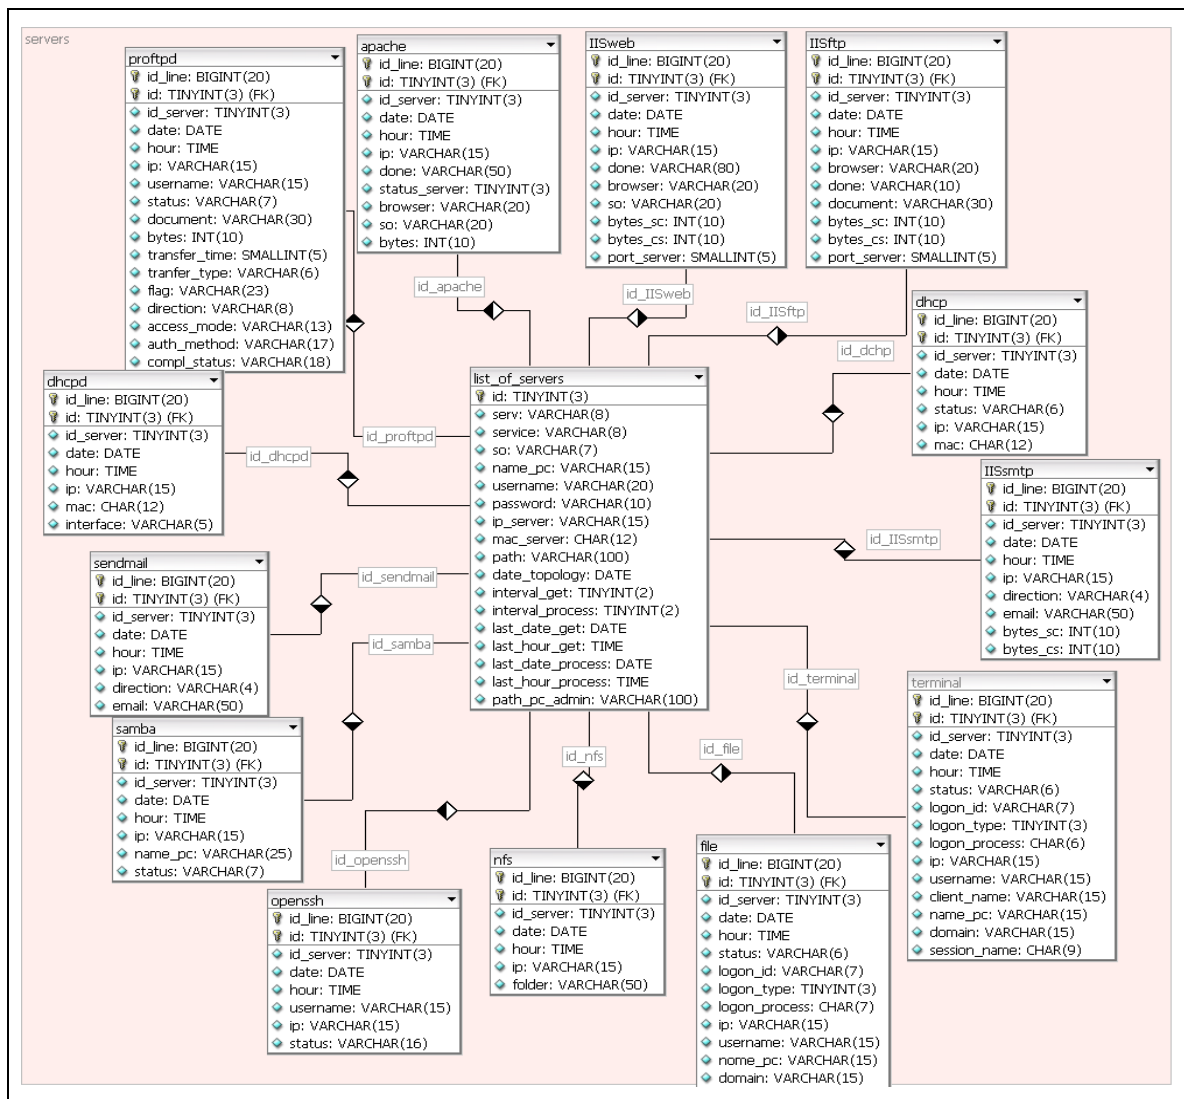 servers
proftpd
id_line: BIGINT(20)
id: TINYINT(3) (FK)
id_server: TINYINT(3)
date: DATE
hour: TIME
ip: VARCHAR(15)
username: VARCHAR(15)
status: VARCHAR(7)
document: VARCHAR(30)
bytes: INT(10)
transfer_time: SMALLINT(5)
tranfer_type: VARCHAR(6)
flag: VARCHAR(23)
direction: VARCHAR(8)
access_mode: VARCHAR(13)
auth_method: VARCHAR(17)
compl_status: VARCHAR(18)
apache
id_line: BIGINT(20)
id: TINYINT(3) (FK)
id_server: TINYINT(3)
date: DATE
hour: TIME
ip: VARCHAR(15)
done: VARCHAR(50)
status_server: TINYINT(3)
browser: VARCHAR(20)
so: VARCHAR(20)
bytes: INT(10)
IISweb
id_line: BIGINT(20)
id: TINYINT(3) (FK)
id_server: TINYINT(3)
date: DATE
hour: TIME
ip: VARCHAR(15)
done: VARCHAR(80)
browser: VARCHAR(20)
so: VARCHAR(20)
bytes_sc: INT(10)
bytes_cs: INT(10)
port_server: SMALLINT(5)
IISftp
id_line: BIGINT(20)
id: TINYINT(3) (FK)
id_server: TINYINT(3)
date: DATE
hour: TIME
ip: VARCHAR(15)
browser: VARCHAR(20)
done: VARCHAR(10)
document: VARCHAR(30)
bytes_sc: INT(10)
bytes_cs: INT(10)
port_server: SMALLINT(5)
id_apache
id_IISweb
id_IISftp
id_dchp
dhcp
id_line: BIGINT(20)
id: TINYINT(3) (FK)
id_server: TINYINT(3)
date: DATE
hour: TIME
status: VARCHAR(6)
ip: VARCHAR(15)
mac: CHAR(12)
dhcpd
id_line: BIGINT(20)
id: TINYINT(3) (FK)
id_server: TINYINT(3)
date: DATE
hour: TIME
ip: VARCHAR(15)
mac: CHAR(12)
interface: VARCHAR(5)
id_dhcpd
id_proftpd
list_of_servers
id: TINYINT(3)
serv: VARCHAR(8)
service: VARCHAR(8)
so: VARCHAR(7)
name_pc: VARCHAR(15)
username: VARCHAR(20)
password: VARCHAR(10)
ip_server: VARCHAR(15)
mac_server: CHAR(12)
path: VARCHAR(100)
date_topology: DATE
interval_get: TINYINT(2)
interval_process: TINYINT(2)
last_date_get: DATE
last_hour_get: TIME
last_date_process: DATE
last_hour_process: TIME
path_pc_admin: VARCHAR(100)
IISsmtp
id_line: BIGINT(20)
id: TINYINT(3) (FK)
id_server: TINYINT(3)
date: DATE
hour: TIME
ip: VARCHAR(15)
direction: VARCHAR(4)
email: VARCHAR(50)
bytes_sc: INT(10)
bytes_cs: INT(10)
id_IISsmtp
sendmail
id_line: BIGINT(20)
id: TINYINT(3) (FK)
id_server: TINYINT(3)
date: DATE
hour: TIME
ip: VARCHAR(15)
direction: VARCHAR(4)
email: VARCHAR(50)
id_sendmail
id_samba
id_terminal
samba
id_line: BIGINT(20)
id: TINYINT(3) (FK)
id_server: TINYINT(3)
date: DATE
hour: TIME
ip: VARCHAR(15)
name_pc: VARCHAR(25)
status: VARCHAR(7)
id_nfs
id_file
id_openssh
terminal
id_line: BIGINT(20)
id: TINYINT(3) (FK)
id_server: TINYINT(3)
date: DATE
hour: TIME
status: VARCHAR(6)
logon_id: VARCHAR(7)
logon_type: TINYINT(3)
logon_process: CHAR(6)
ip: VARCHAR(15)
username: VARCHAR(15)
client_name: VARCHAR(15)
name_pc: VARCHAR(15)
domain: VARCHAR(15)
session_name: CHAR(9)
openssh
id_line: BIGINT(20)
id: TINYINT(3) (FK)
id_server: TINYINT(3)
date: DATE
hour: TIME
username: VARCHAR(15)
ip: VARCHAR(15)
status: VARCHAR(16)
nfs
id_line: BIGINT(20)
id: TINYINT(3) (FK)
id_server: TINYINT(3)
date: DATE
hour: TIME
ip: VARCHAR(15)
folder: VARCHAR(50)
file
id_line: BIGINT(20)
id: TINYINT(3) (FK)
id_server: TINYINT(3)
date: DATE
hour: TIME
status: VARCHAR(6)
logon_id: VARCHAR(7)
logon_type: TINYINT(3)
logon_process: CHAR(7)
ip: VARCHAR(15)
username: VARCHAR(15)
nome_pc: VARCHAR(15)
domain: VARCHAR(15)